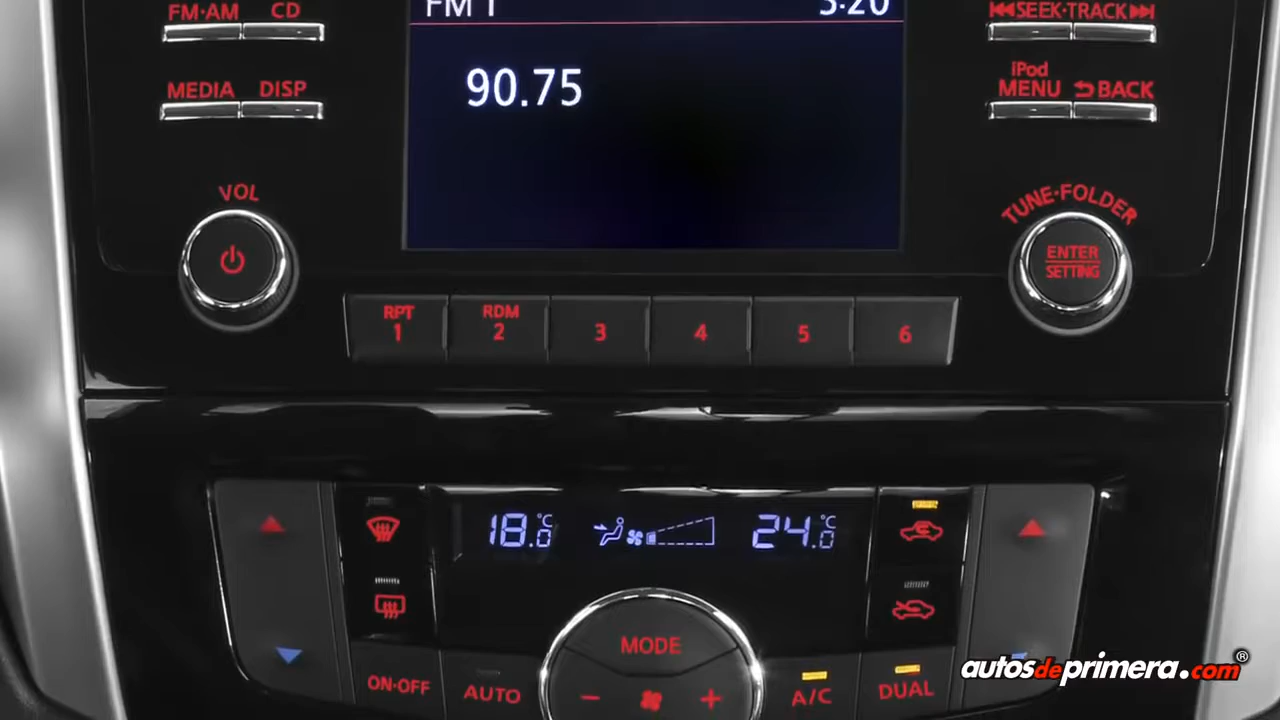 FM·AM CD
FM 1 3:20
SEEK·TRACK
90.75
MEDIA DISP
iPod
MENU BACK
VOL
TUNE·FOLDER
ENTER
SETTING
RPT
1
RDM
2
3
4
5
6
18.0°C
24.0°C
MODE
ON·OFF
AUTO
A/C
DUAL
autosdeprimera.com®